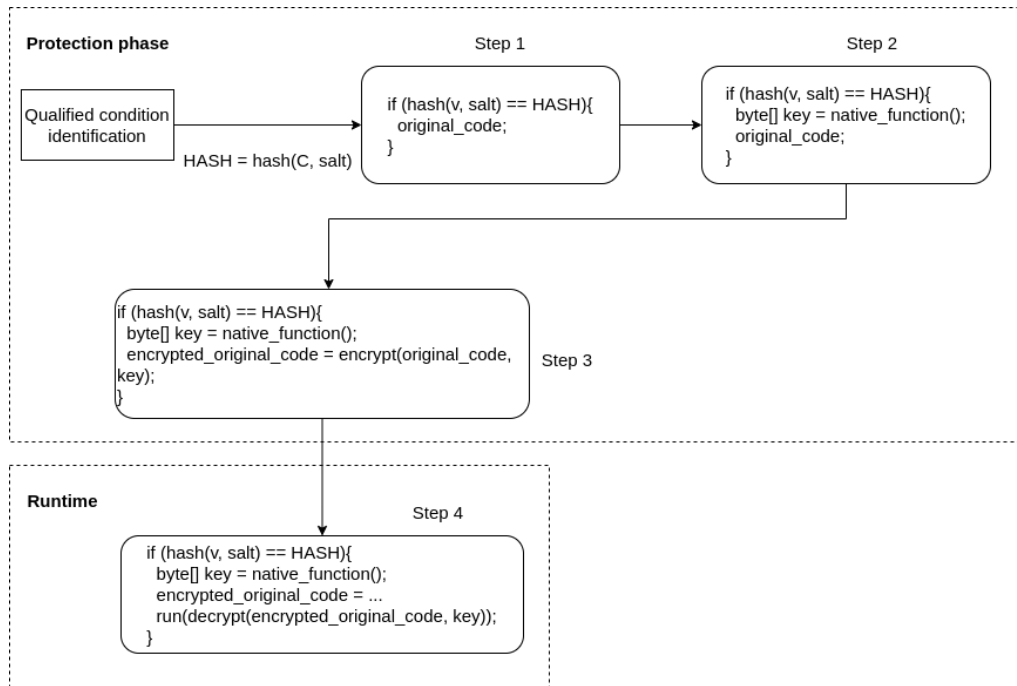 Protection phase
Step 1
Step 2
Qualified condition
identification
HASH = hash(C, salt)
if (hash(v, salt) == HASH){
original_code;
}
if (hash(v, salt) == HASH){
byte[] key = native_function();
original_code;
}
if (hash(v, salt) == HASH){
byte[] key = native_function();
encrypted_original_code = encrypt(original_code,
key);
}
Step 3
Runtime
Step 4
if (hash(v, salt) == HASH){
byte[] key = native_function();
encrypted_original_code = ...
run(decrypt(encrypted_original_code, key));
}